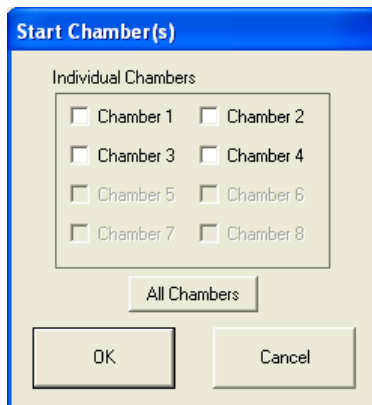 Start Chamber(s)
Individual Chambers
Chamber 1 Chamber 2
Chamber 3 Chamber 4
Chamber 5 Chamber 6
Chamber 7 Chamber 8
All Chambers
OK Cancel